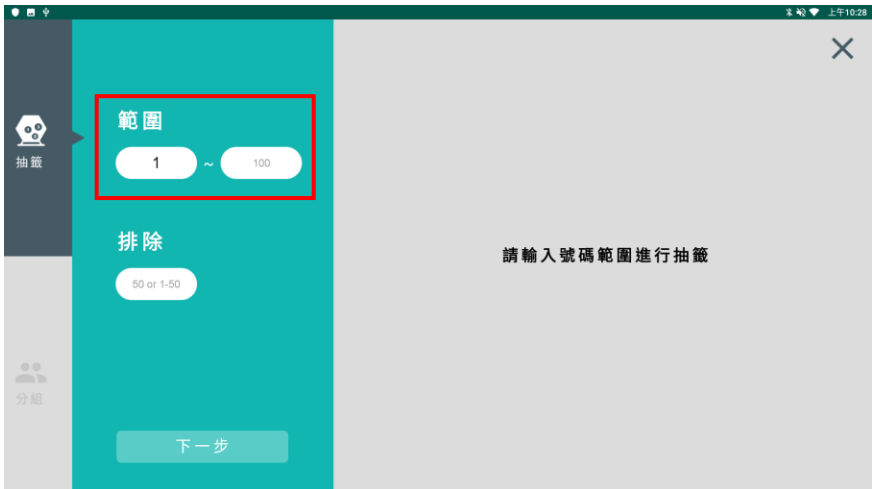 上午10:28
抽籤
範圍
1 ~ 100
排除
50 or 1-50
請輸入號碼範圍進行抽籤
分組
下一步